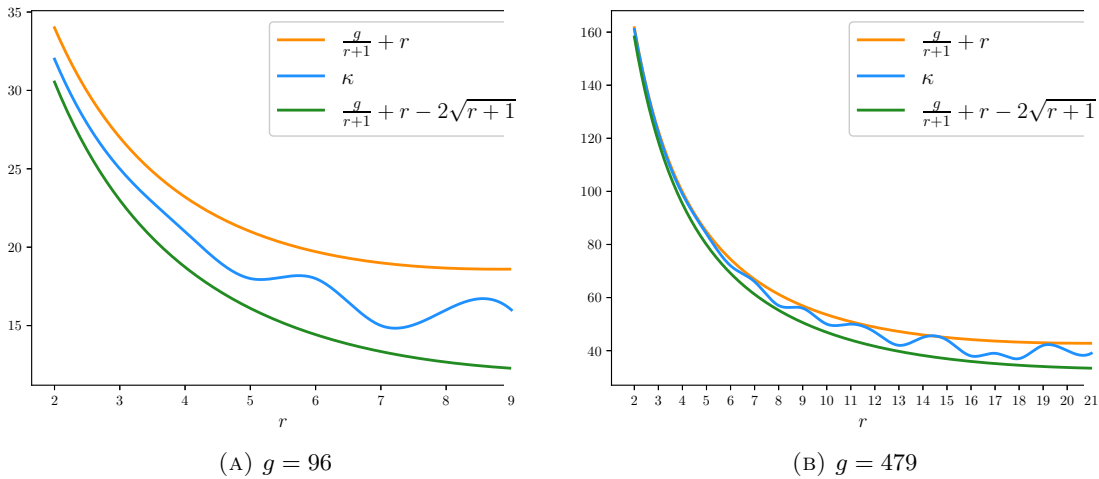 35
30
25
20
15
2 3 4 5 6 7 8 9
r
g/(r+1) + r
κ
g/(r+1) + r − 2√(r+1)
(A) g = 96
160
140
120
100
80
60
40
2 3 4 5 6 7 8 9 10 11 12 13 14 15 16 17 18 19 20 21
r
g/(r+1) + r
κ
g/(r+1) + r − 2√(r+1)
(B) g = 479